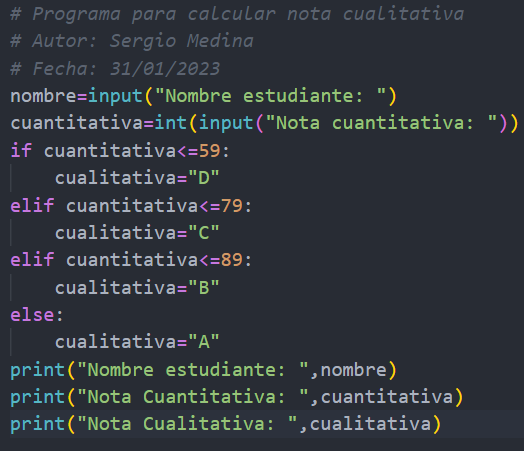 # Programa para calcular nota cualitativa
# Autor: Sergio Medina
# Fecha: 31/01/2023
nombre=input("Nombre estudiante: ")
cuantitativa=int(input("Nota cuantitativa: "))
if cuantitativa<=59:
    cualitativa="D"
elif cuantitativa<=79:
    cualitativa="C"
elif cuantitativa<=89:
    cualitativa="B"
else:
    cualitativa="A"
print("Nombre estudiante: ",nombre)
print("Nota Cuantitativa: ",cuantitativa)
print("Nota Cualitativa: ",cualitativa)